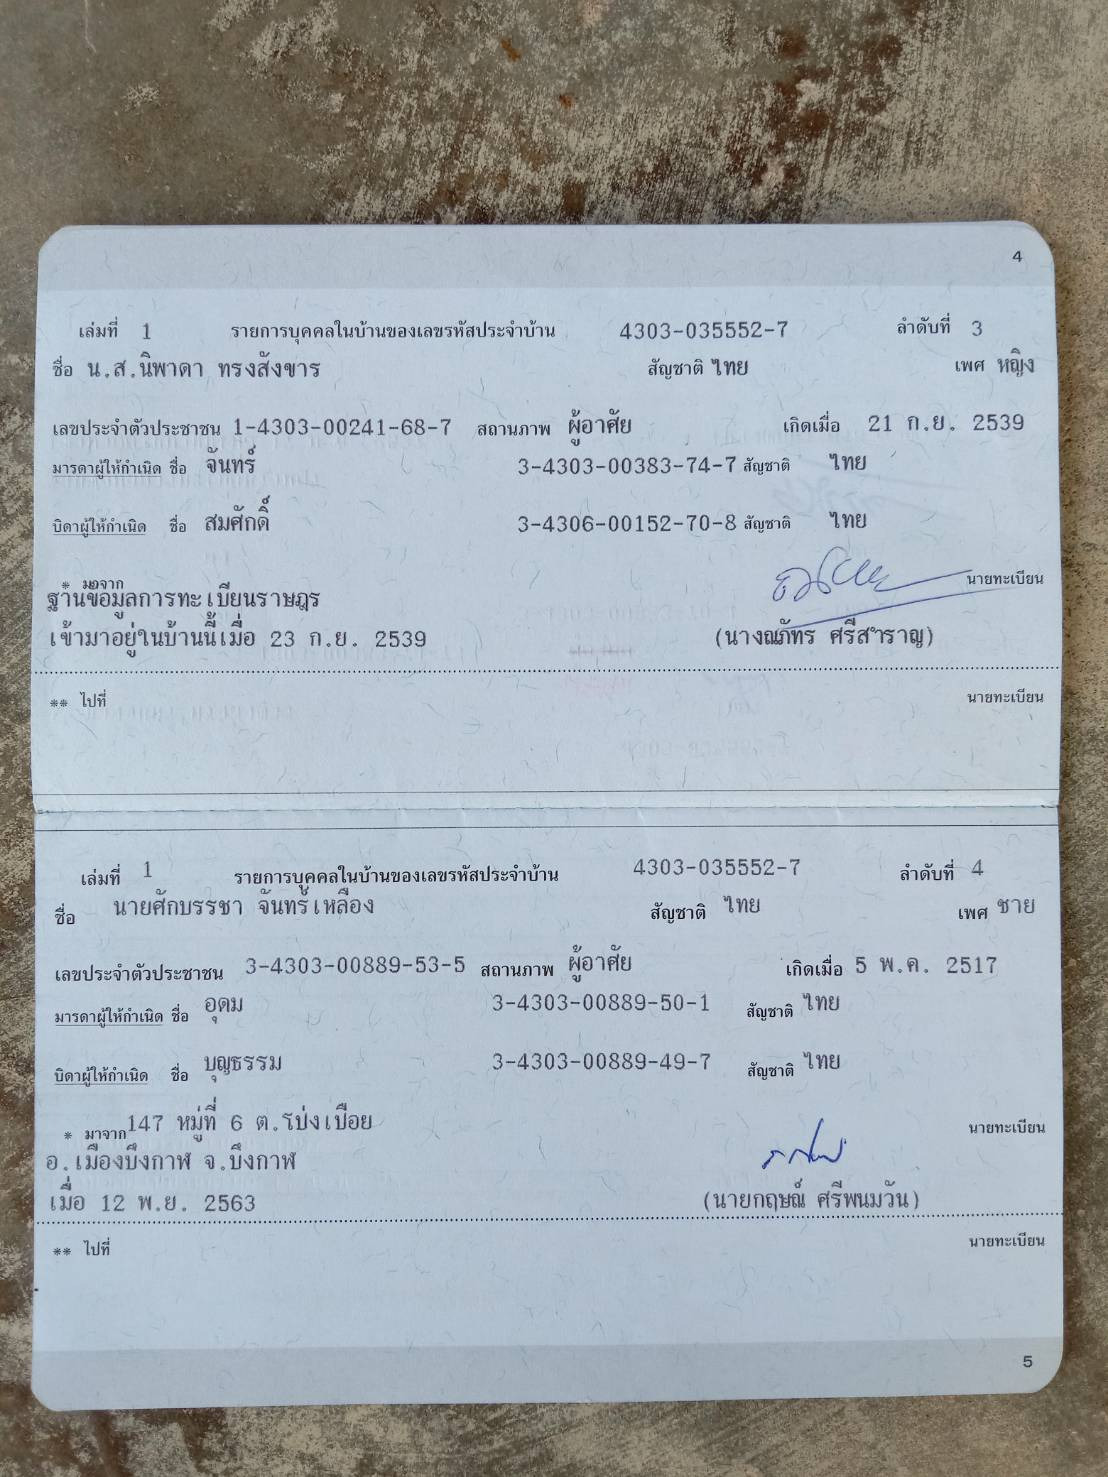 4
เล่มที่ 1 รายการบุคคลในบ้านของเลขรหัสประจำบ้าน 4303-035552-7 ลำดับที่ 3
ชื่อ น.ส.นิพาดา ทรงสังขาร สัญชาติ ไทย เพศ หญิง
เลขประจำตัวประชาชน 1-4303-00241-68-7 สถานภาพ ผู้อาศัย เกิดเมื่อ 21 ก.ย. 2539
มารดาผู้ให้กำเนิด ชื่อ จันทร์ 3-4303-00383-74-7 สัญชาติ ไทย
บิดาผู้ให้กำเนิด ชื่อ สมศักดิ์ 3-4306-00152-70-8 สัญชาติ ไทย
* มาจาก นายทะเบียน
ฐานข้อมูลการทะเบียนราษฎร
เข้ามาอยู่ในบ้านนี้เมื่อ 23 ก.ย. 2539 (นางณภัทร ศรีสำราญ)
** ไปที่ นายทะเบียน
เล่มที่ 1 รายการบุคคลในบ้านของเลขรหัสประจำบ้าน 4303-035552-7 ลำดับที่ 4
ชื่อ นายศักบรรชา จันทร์เหลือง สัญชาติ ไทย เพศ ชาย
เลขประจำตัวประชาชน 3-4303-00889-53-5 สถานภาพ ผู้อาศัย เกิดเมื่อ 5 พ.ค. 2517
มารดาผู้ให้กำเนิด ชื่อ อุดม 3-4303-00889-50-1 สัญชาติ ไทย
บิดาผู้ให้กำเนิด ชื่อ บุญธรรม 3-4303-00889-49-7 สัญชาติ ไทย
* มาจาก 147 หมู่ที่ 6 ต.โป่งเปือย นายทะเบียน
อ.เมืองบึงกาฬ จ.บึงกาฬ
เมื่อ 12 พ.ย. 2563 (นายกฤษณ์ ศรีพนมวัน)
** ไปที่ นายทะเบียน
5